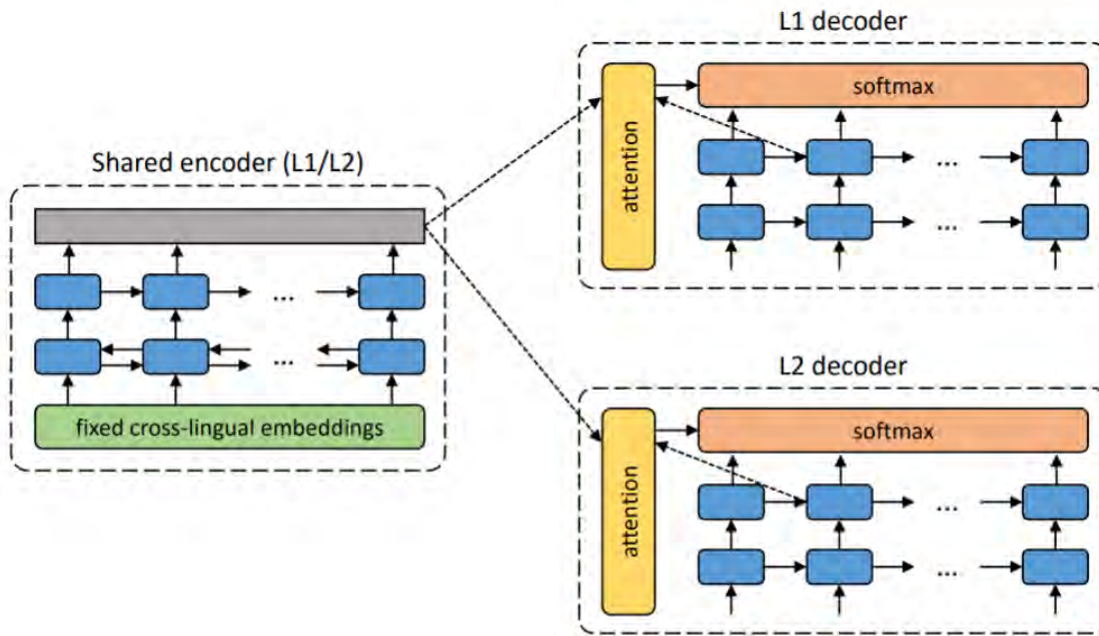 L1 decoder
softmax
attention
...
...
Shared encoder (L1/L2)
...
...
fixed cross-lingual embeddings
L2 decoder
softmax
attention
...
...